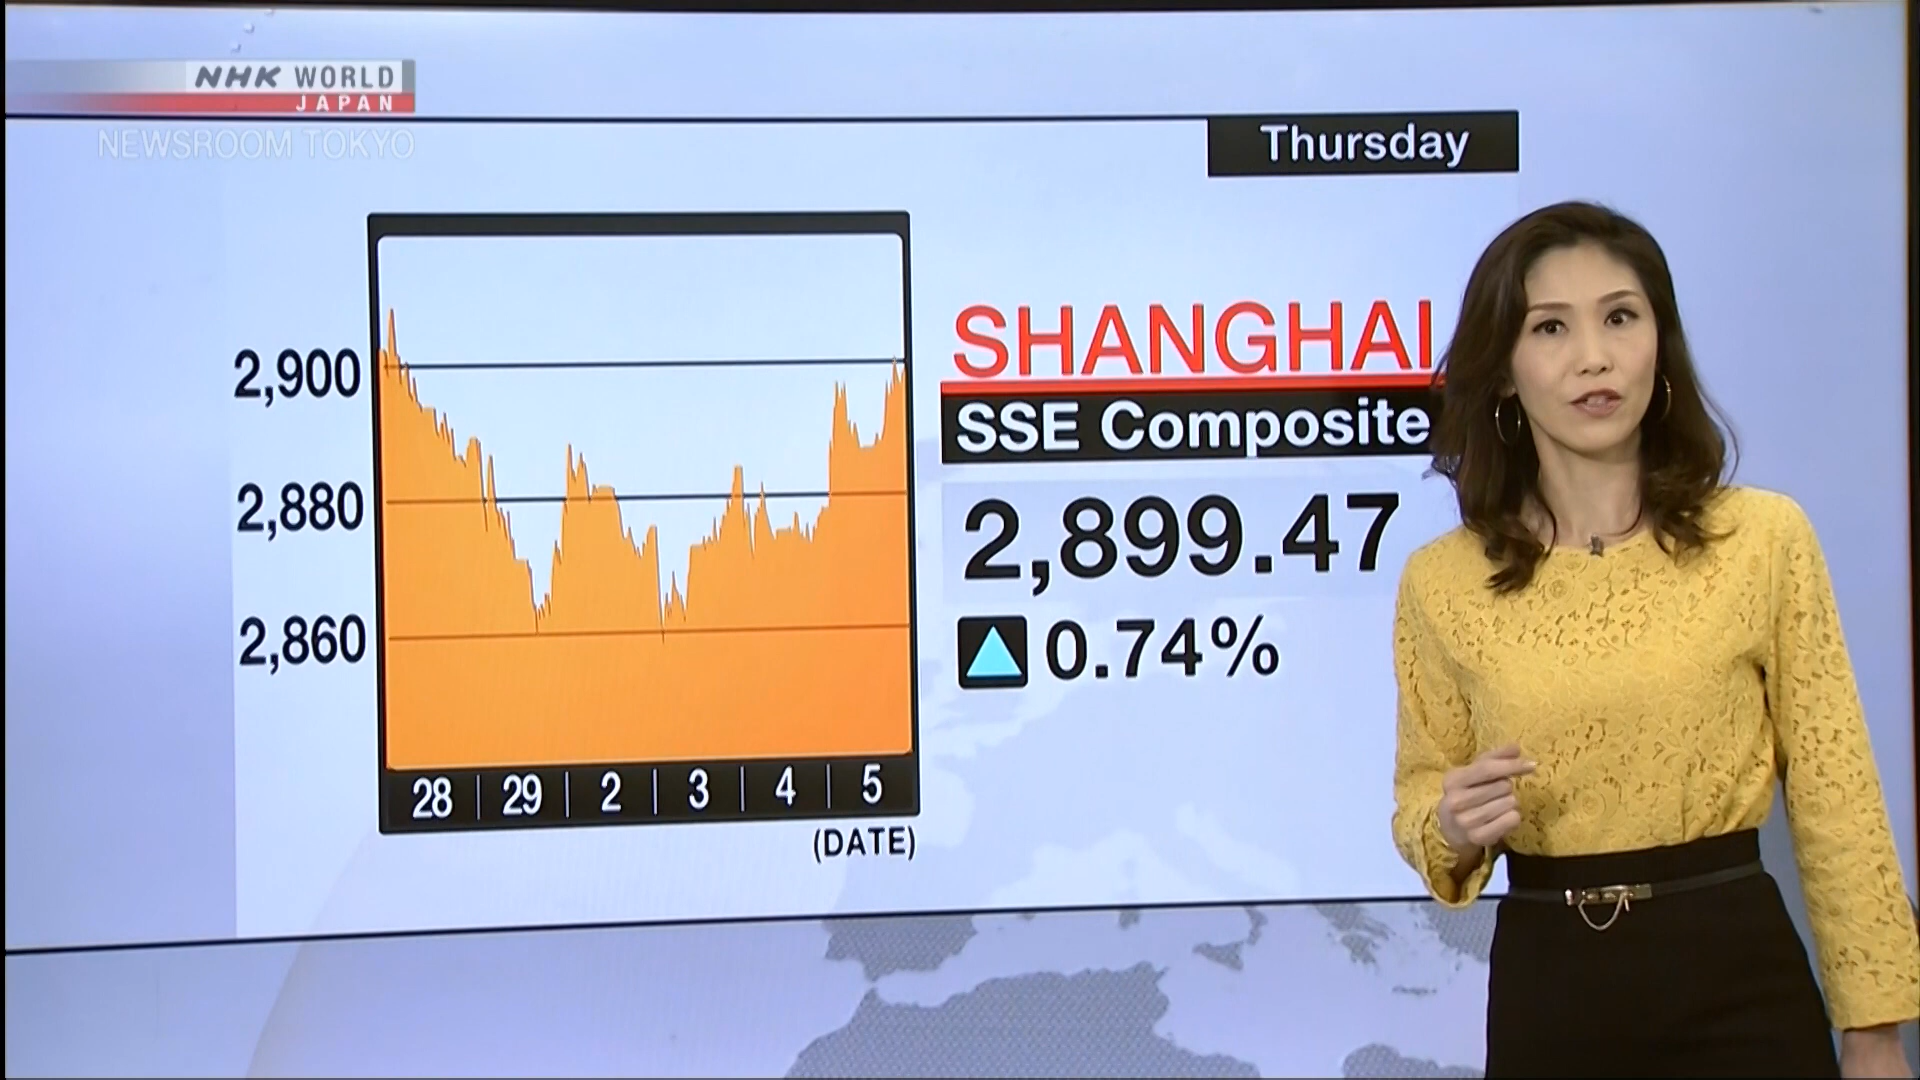 NHK WORLD
JAPAN
NEWSROOM TOKYO
Thursday
2,900
2,880
2,860
28 29 2 3 4 5
(DATE)
SHANGHAI
SSE Composite
2,899.47
0.74%